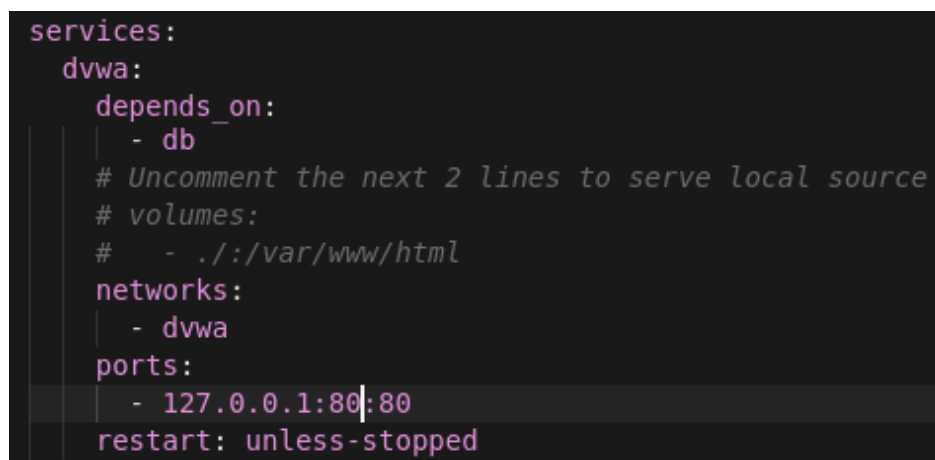 services:
  dvwa:
    depends_on:
      - db
    # Uncomment the next 2 lines to serve local source
    # volumes:
    #   - ./:/var/www/html
    networks:
      - dvwa
    ports:
      - 127.0.0.1:80:80
    restart: unless-stopped